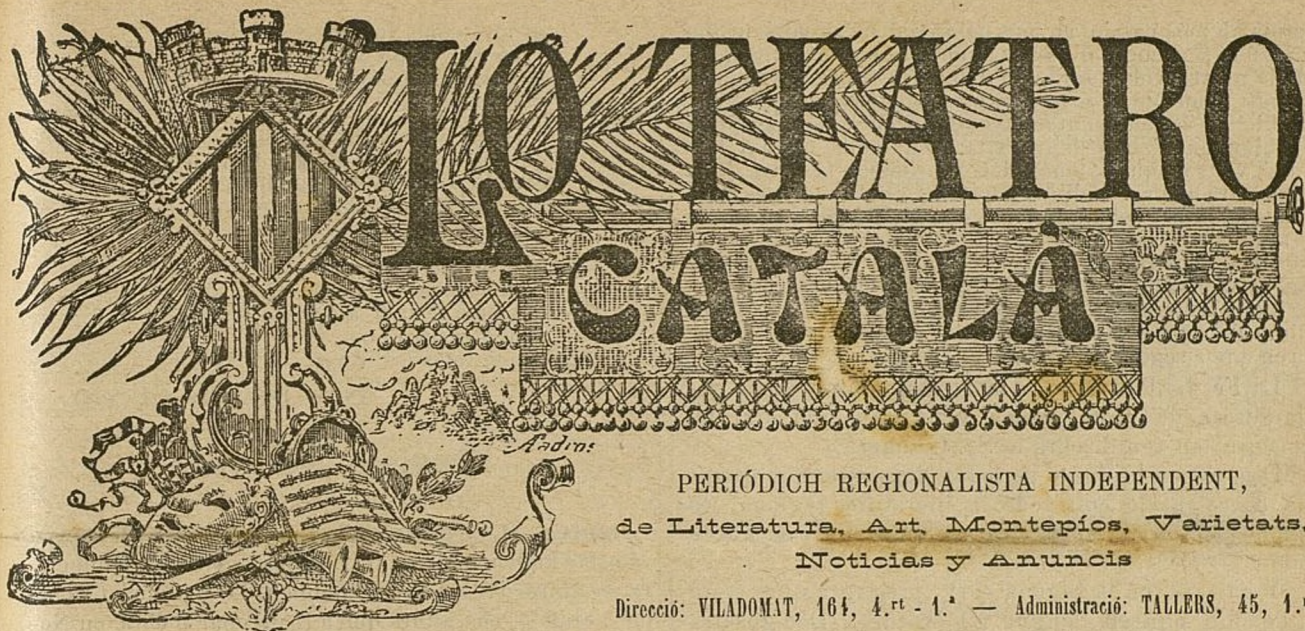 LO TEATRO
CATALÀ
PERIÓDICH REGIONALISTA INDEPENDENT,
de Literatura, Art, Montepíos, Varietats,
Noticias y Anuncis
Direcció: VILADOMAT, 161, 4.rt - 1.ª — Administració: TALLERS, 45, 1.